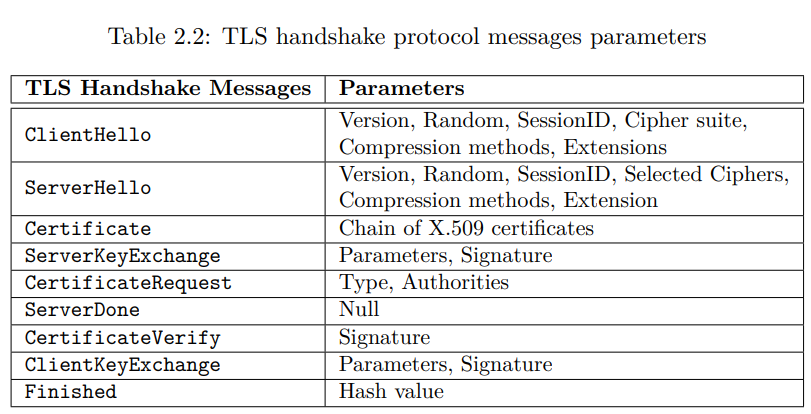 Table 2.2: TLS handshake protocol messages parameters
TLS Handshake Messages Parameters
ClientHello Version, Random, SessionID, Cipher suite,
Compression methods, Extensions
ServerHello Version, Random, SessionID, Selected Ciphers,
Compression methods, Extension
Certificate Chain of X.509 certificates
ServerKeyExchange Parameters, Signature
CertificateRequest Type, Authorities
ServerDone Null
CertificateVerify Signature
ClientKeyExchange Parameters, Signature
Finished Hash value